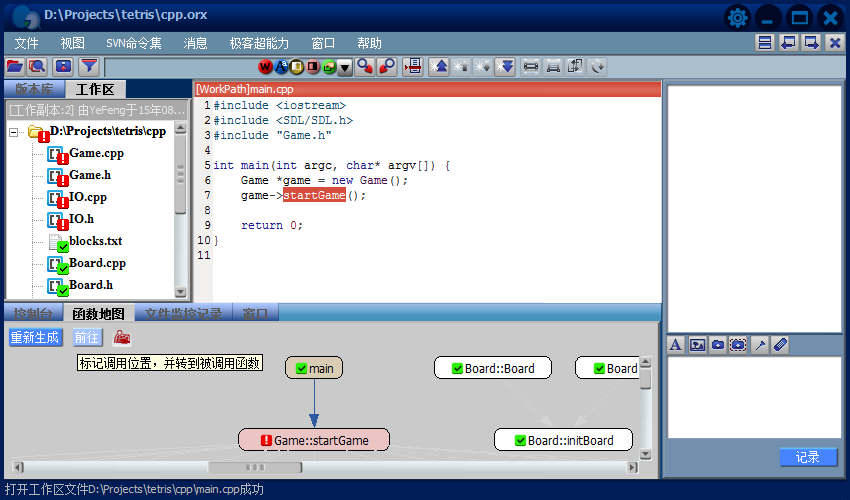 D:\Projects\tetris\cpp.orx
文件 视图 SVN命令集 消息 极客超能力 窗口 帮助
版本库 工作区
[工作副本:2] 由YeFeng于15年08...
D:\Projects\tetris\cpp
Game.cpp
Game.h
IO.cpp
IO.h
blocks.txt
Board.cpp
Board.h
[WorkPath]main.cpp
1 #include <iostream>
2 #include <SDL/SDL.h>
3 #include "Game.h"
4
5 int main(int argc, char* argv[]) {
6 Game *game = new Game();
7 game->startGame();
8
9 return 0;
10 }
11
控制台 函数地图 文件监控记录 窗口
重新生成 前往
标记调用位置，并转到被调用函数
main
Board::Board
Board
Game::startGame
Board::initBoard
记录
打开工作区文件D:\Projects\tetris\cpp\main.cpp成功